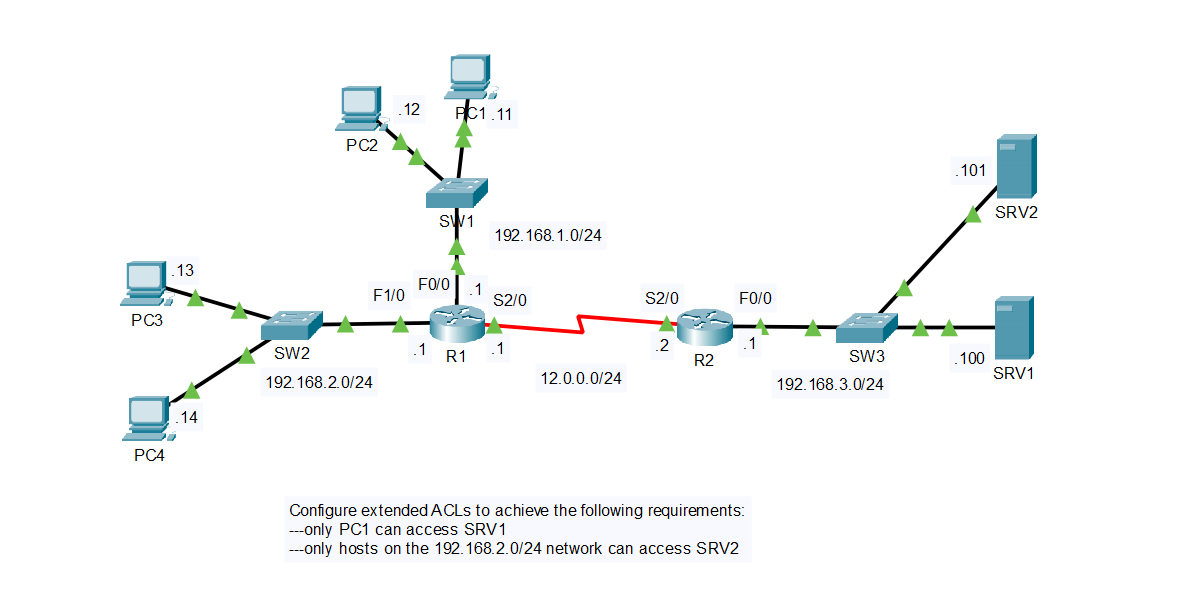 PC1
.11
.12
PC2
SW1
192.168.1.0/24
.101
SRV2
.13
PC3
F1/0
F0/0
.1
S2/0
S2/0
F0/0
SW2
.1
R1
.1
.2
R2
.1
SW3
.100
SRV1
192.168.2.0/24
12.0.0.0/24
192.168.3.0/24
.14
PC4
Configure extended ACLs to achieve the following requirements:
---only PC1 can access SRV1
---only hosts on the 192.168.2.0/24 network can access SRV2